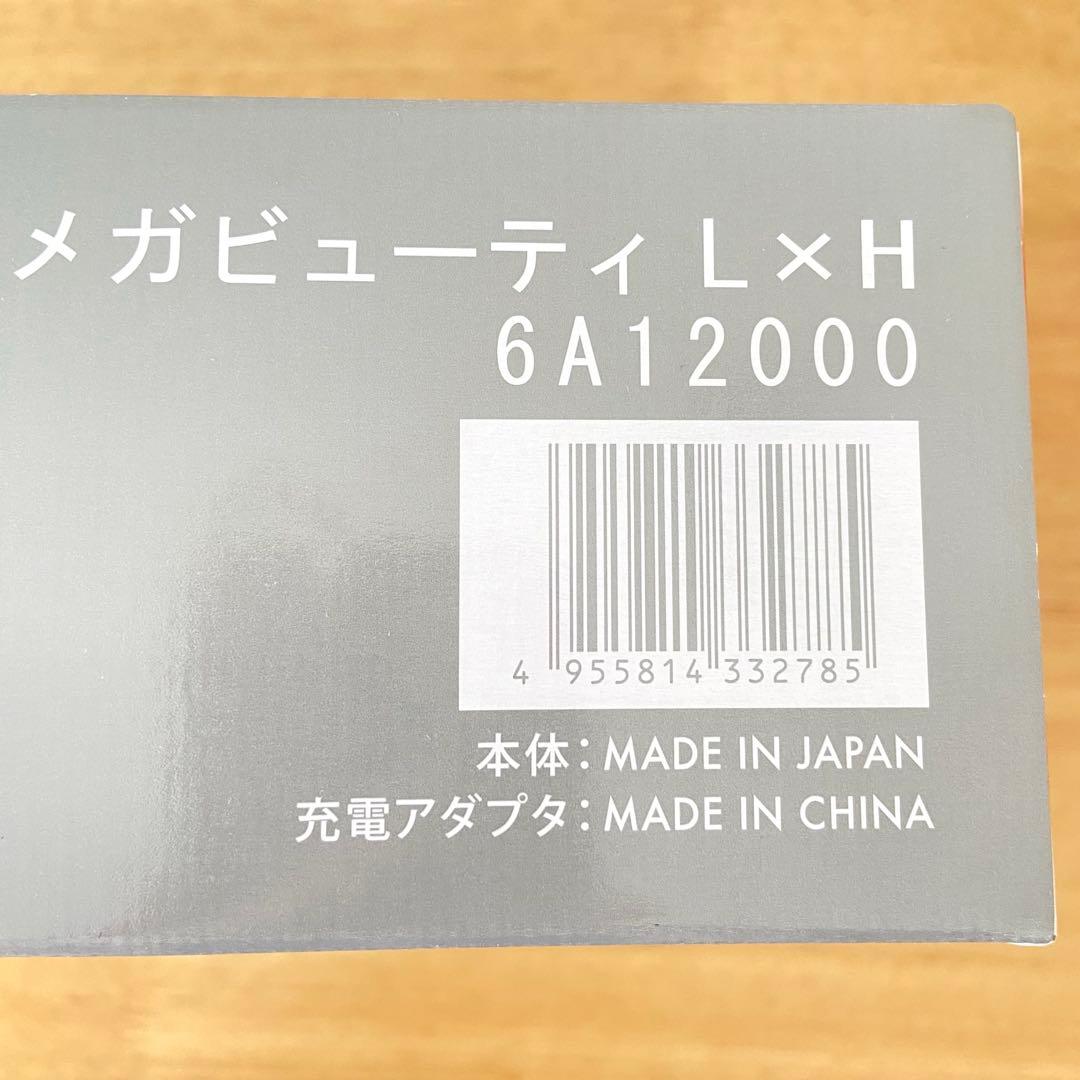 メガビューティ L×H
6A12000
4 955814 332785
本体：MADE IN JAPAN
充電アダプタ：MADE IN CHINA